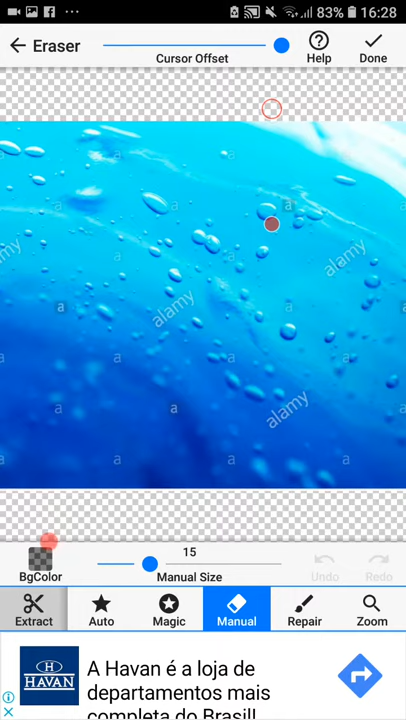 83% 16:28
Eraser
Cursor Offset
Help
Done
a
a
alamy
a
a
alamy
a
a
a
a
a
alamy
a
a
a
a
a
15
BgColor
Manual Size
Undo
Redo
Extract
Auto
Magic
Manual
Repair
Zoom
H
HAVAN
A Havan é a loja de
departamentos mais
completa do Brasil!